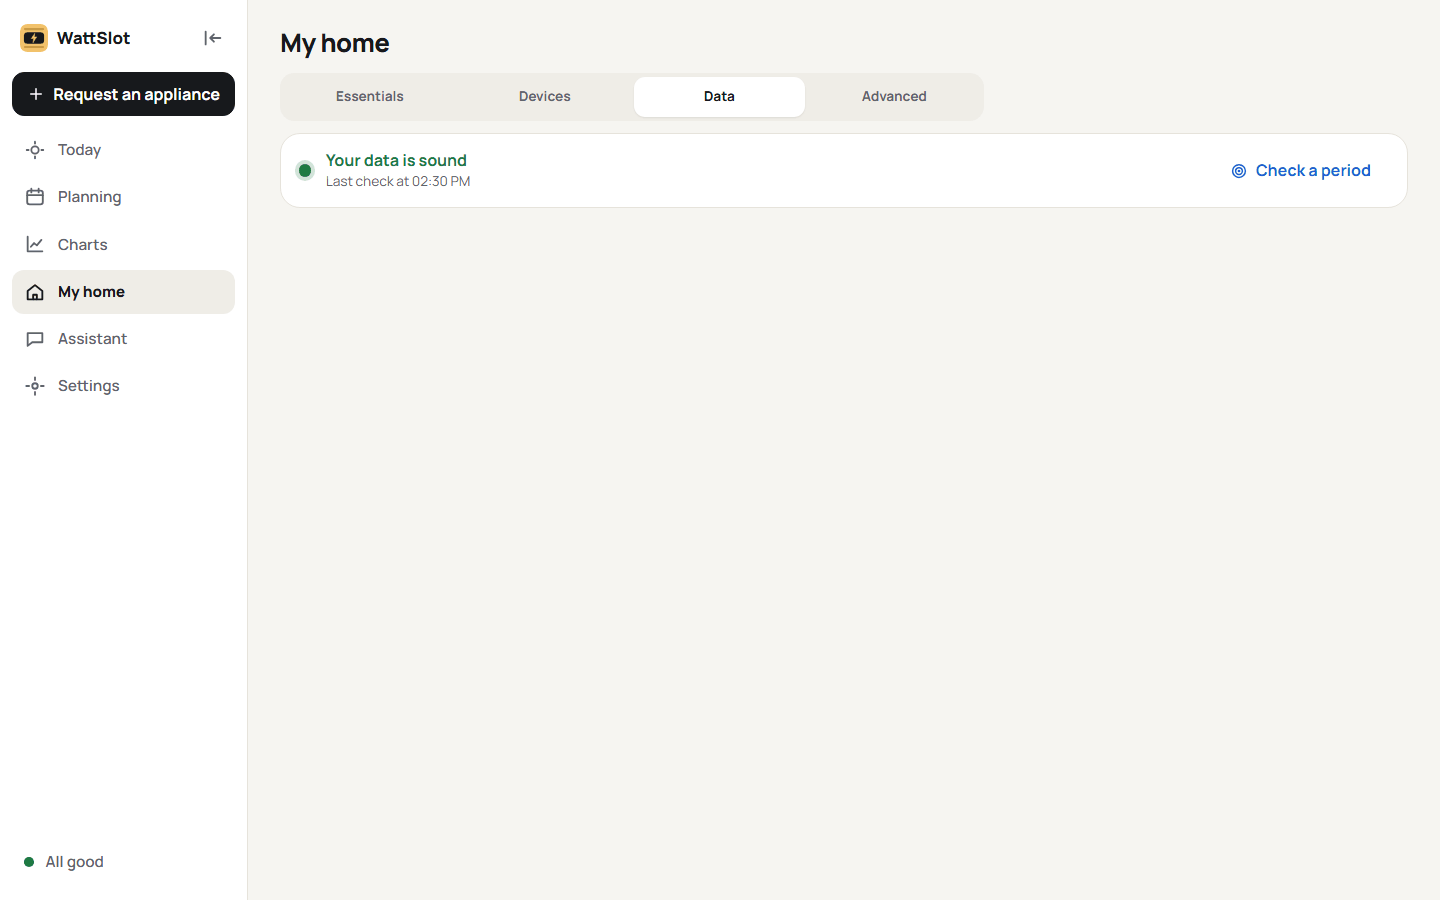 WattSlot
Request an appliance
Today
Planning
Charts
My home
Assistant
Settings
All good
My home
Essentials
Devices
Data
Advanced
Your data is sound
Last check at 02:30 PM
Check a period